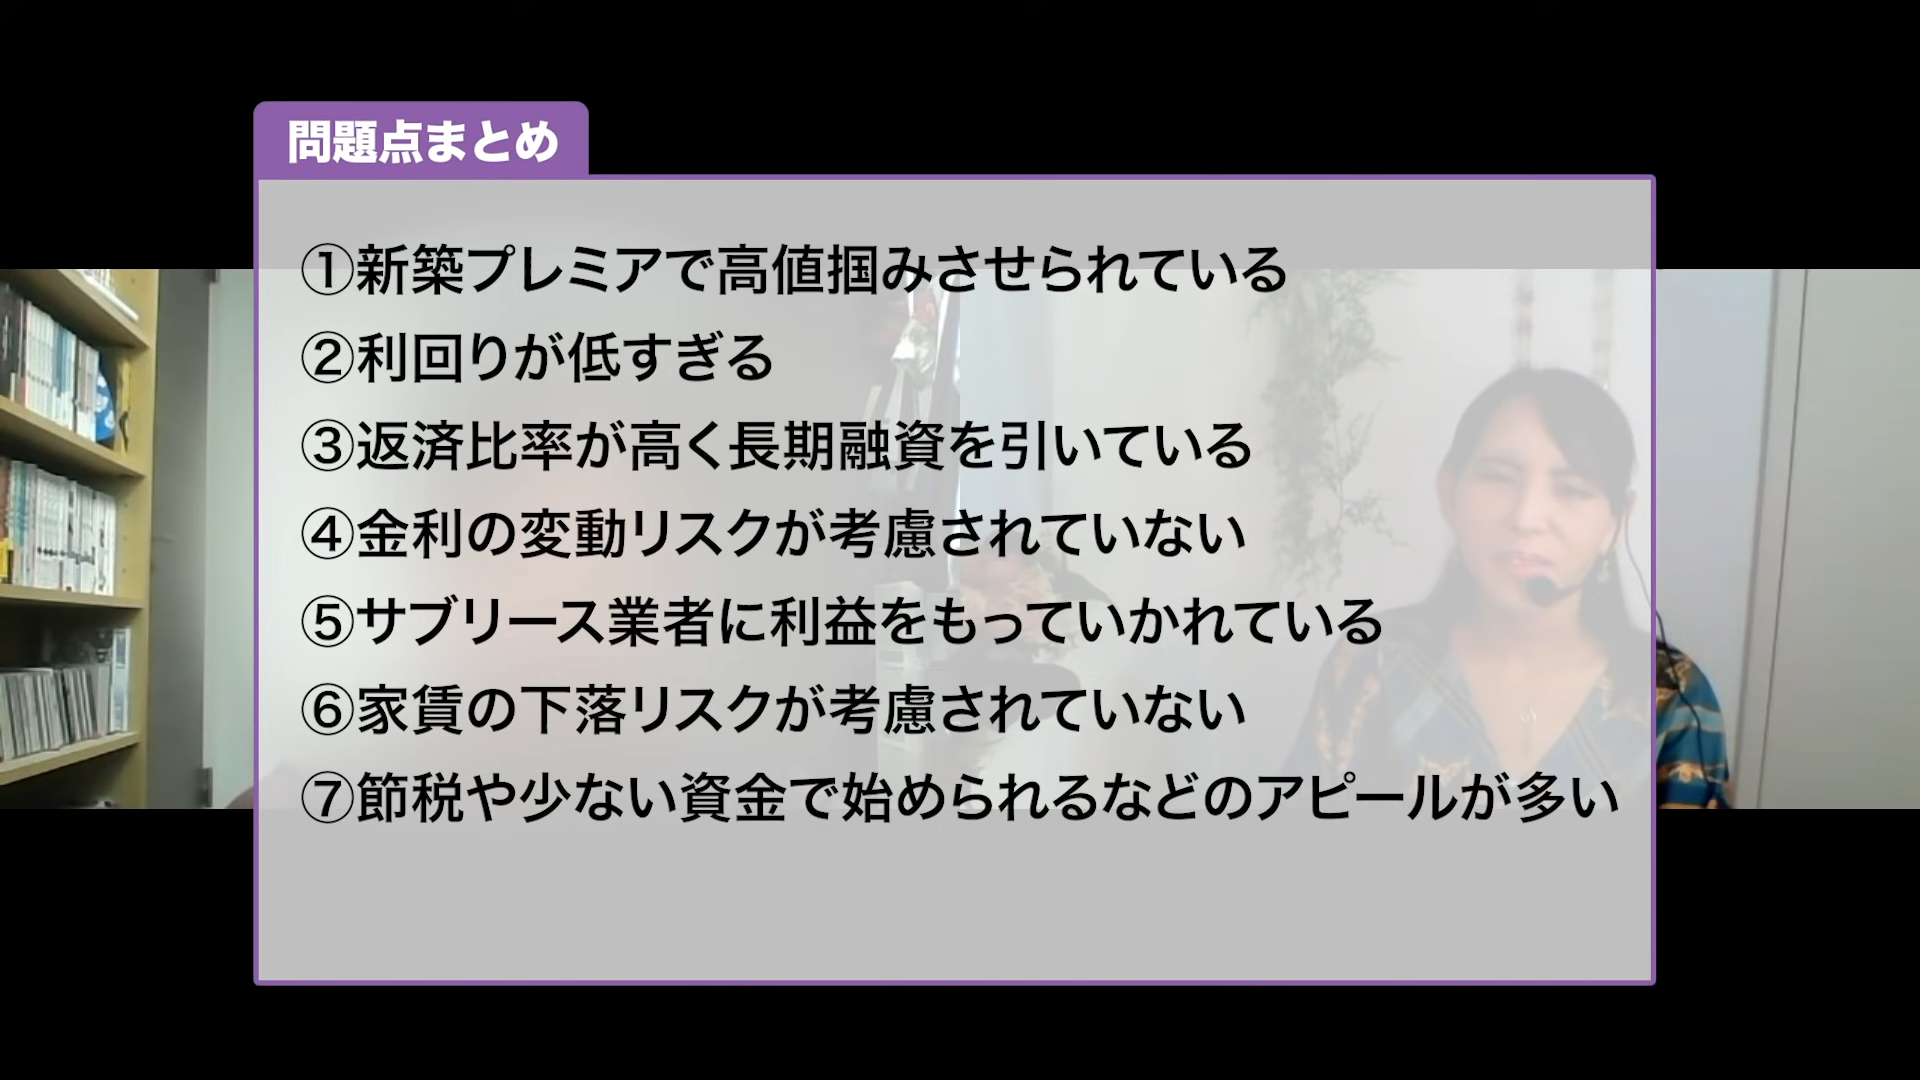 問題点まとめ
①新築プレミアで高値掴みさせられている
②利回りが低すぎる
③返済比率が高く長期融資を引いている
④金利の変動リスクが考慮されていない
⑤サブリース業者に利益をもっていかれている
⑥家賃の下落リスクが考慮されていない
⑦節税や少ない資金で始められるなどのアピールが多い